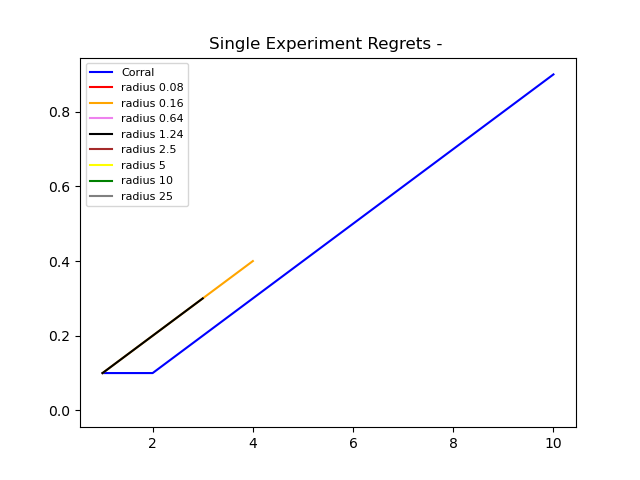 Single Experiment Regrets -
Corral
radius 0.08
radius 0.16
radius 0.64
radius 1.24
radius 2.5
radius 5
radius 10
radius 25
0.8
0.6
0.4
0.2
0.0
2 4 6 8 10